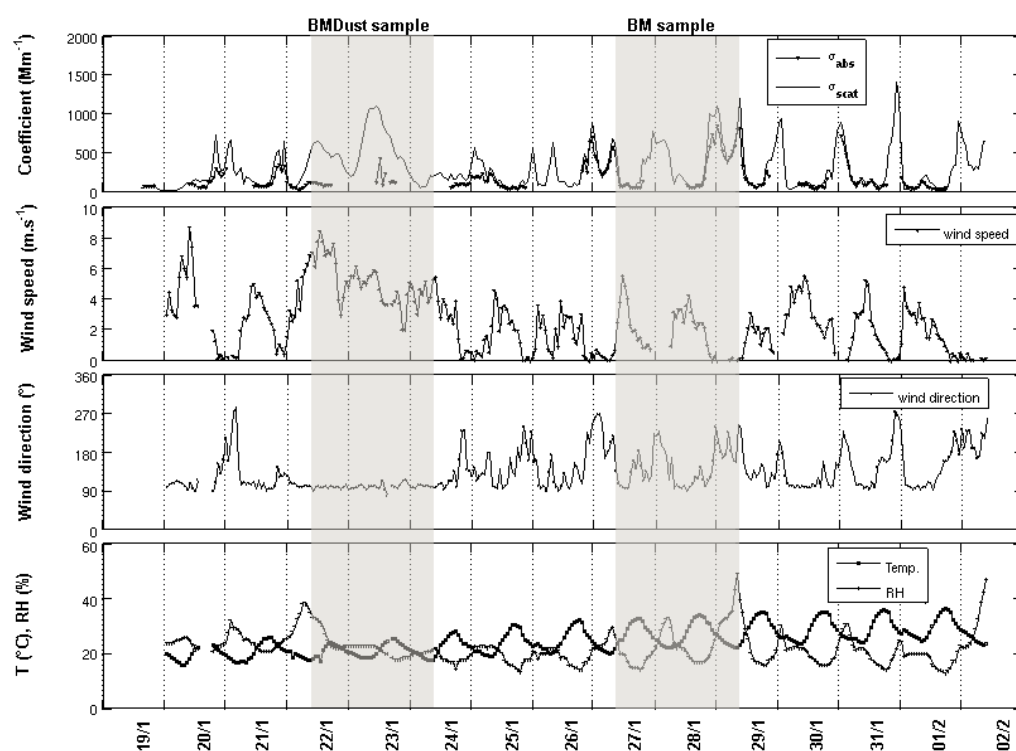 BMDust sample BM sample
Coefficient (Mm⁻¹)
2000
1500
1000
500
0
σabs
σscat
Wind speed (m.s⁻¹)
10
8
6
4
2
0
wind speed
Wind direction (°)
360
270
180
90
0
wind direction
T (°C), RH (%)
60
40
20
0
Temp.
RH
19/1 20/1 21/1 22/1 23/1 24/1 25/1 26/1 27/1 28/1 29/1 30/1 31/1 01/2 02/2